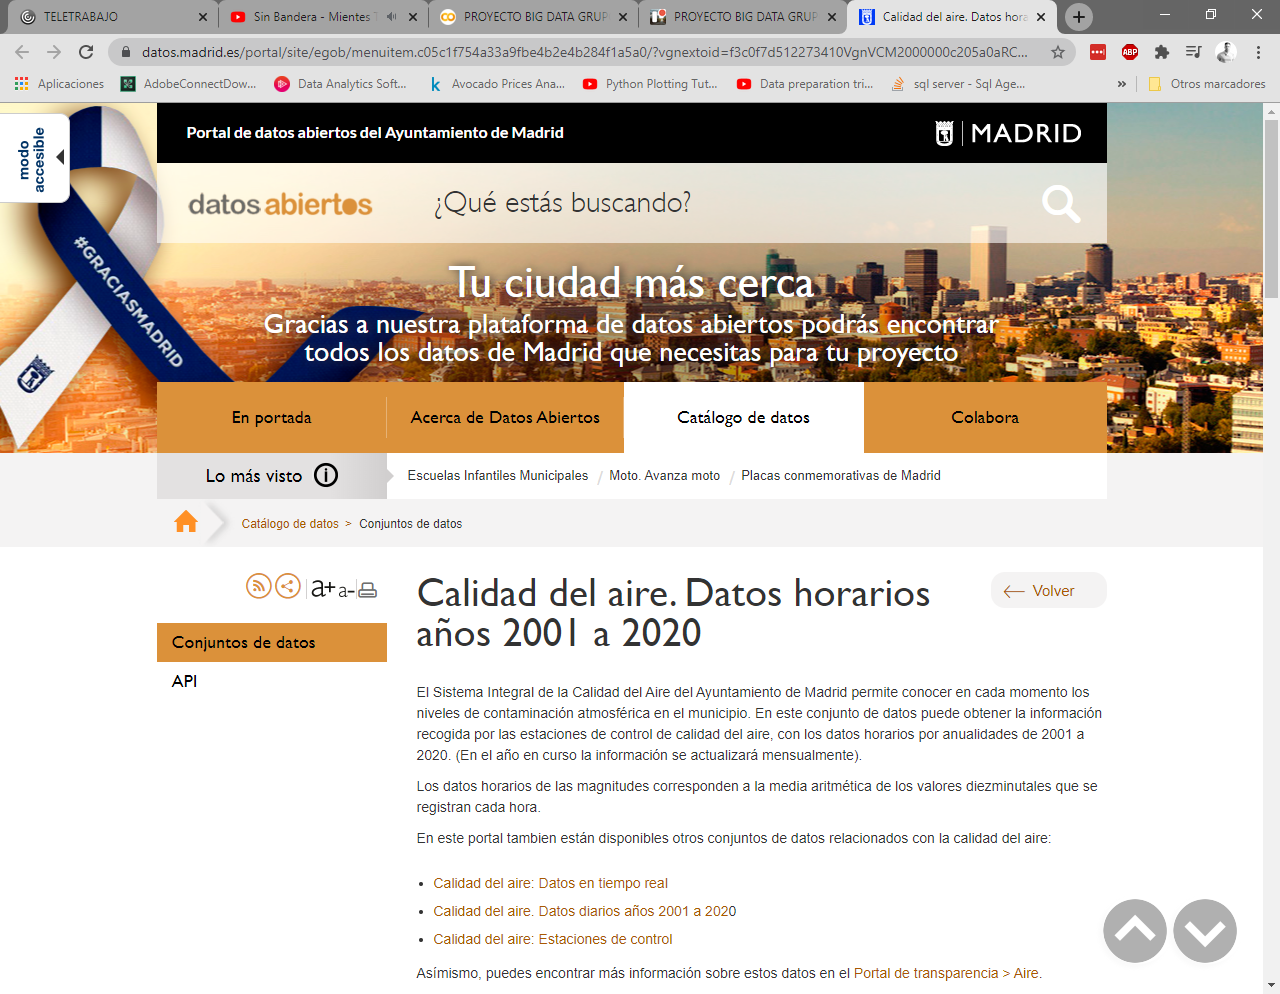 TELETRABAJO
Sin Bandera - Mientes T
PROYECTO BIG DATA GRUP
PROYECTO BIG DATA GRUP
Calidad del aire. Datos hora
datos.madrid.es/portal/site/egob/menuitem.c05c1f754a33a9fbe4b2e4b284f1a5a0/?vgnextoid=f3c0f7d512273410VgnVCM2000000c205a0aRC...
ABP
Aplicaciones
AdobeConnectDow...
Data Analytics Soft...
Avocado Prices Ana...
Python Plotting Tut...
Data preparation tri...
sql server - Sql Age...
»
Otros marcadores
modo
accesible
Portal de datos abiertos del Ayuntamiento de Madrid
MADRID
datos abiertos
¿Qué estás buscando?
#GRACIASMADRID
Tu ciudad más cerca
Gracias a nuestra plataforma de datos abiertos podrás encontrar
todos los datos de Madrid que necesitas para tu proyecto
En portada
Acerca de Datos Abiertos
Catálogo de datos
Colabora
Lo más visto
Escuelas Infantiles Municipales / Moto. Avanza moto / Placas conmemorativas de Madrid
Catálogo de datos > Conjuntos de datos
a+ a-
Calidad del aire. Datos horarios
años 2001 a 2020
Volver
Conjuntos de datos
API
El Sistema Integral de la Calidad del Aire del Ayuntamiento de Madrid permite conocer en cada momento los
niveles de contaminación atmosférica en el municipio. En este conjunto de datos puede obtener la información
recogida por las estaciones de control de calidad del aire, con los datos horarios por anualidades de 2001 a
2020. (En el año en curso la información se actualizará mensualmente).
Los datos horarios de las magnitudes corresponden a la media aritmética de los valores diezminutales que se
registran cada hora.
En este portal tambien están disponibles otros conjuntos de datos relacionados con la calidad del aire:
• Calidad del aire: Datos en tiempo real
• Calidad del aire. Datos diarios años 2001 a 2020
• Calidad del aire: Estaciones de control
Asímismo, puedes encontrar más información sobre estos datos en el Portal de transparencia > Aire.